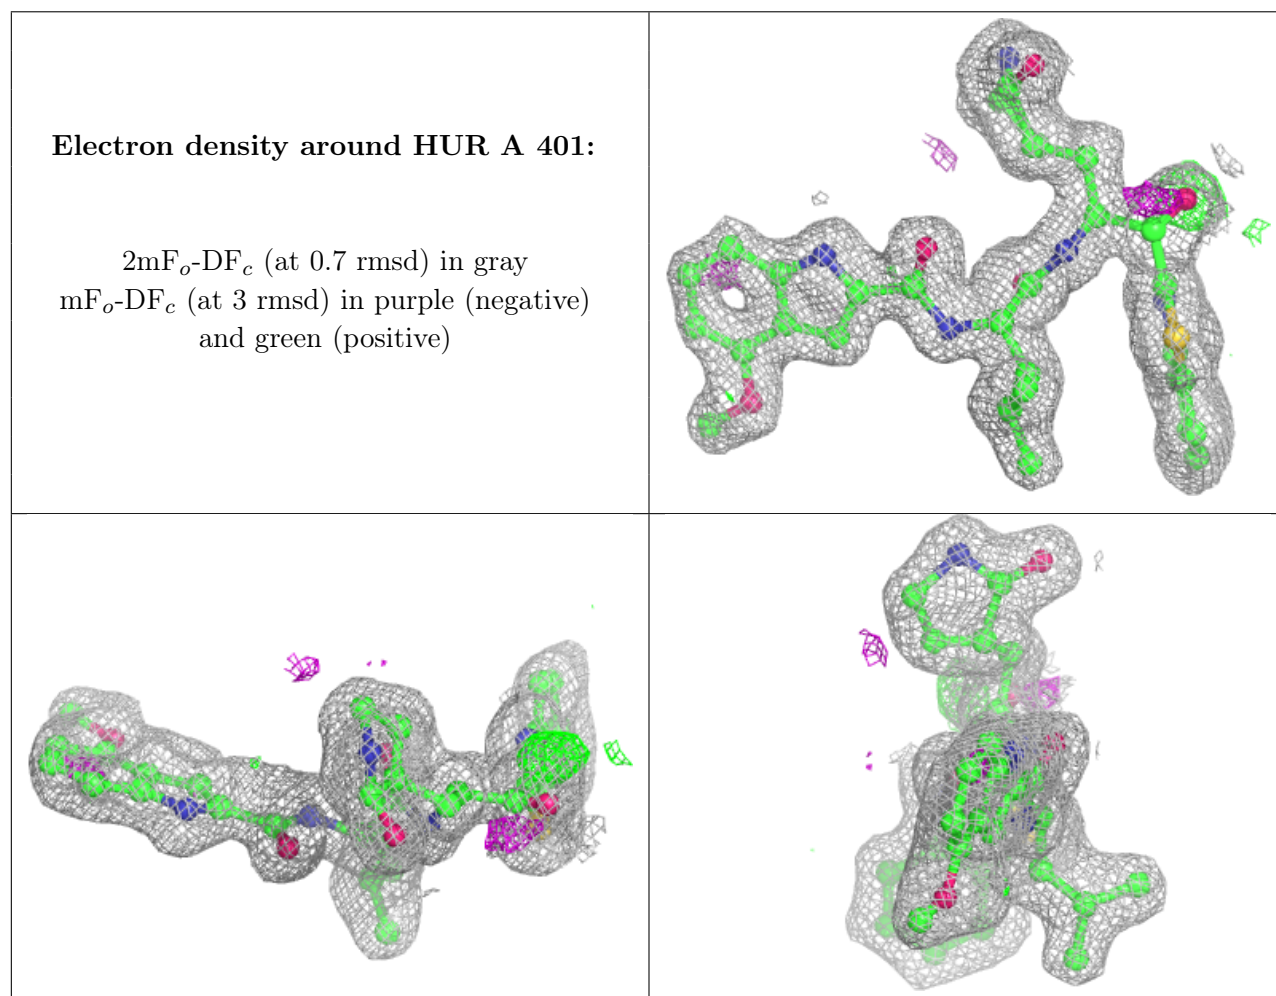 Electron density around HUR A 401:
2mFo-DFc (at 0.7 rmsd) in gray
mFo-DFc (at 3 rmsd) in purple (negative)
and green (positive)